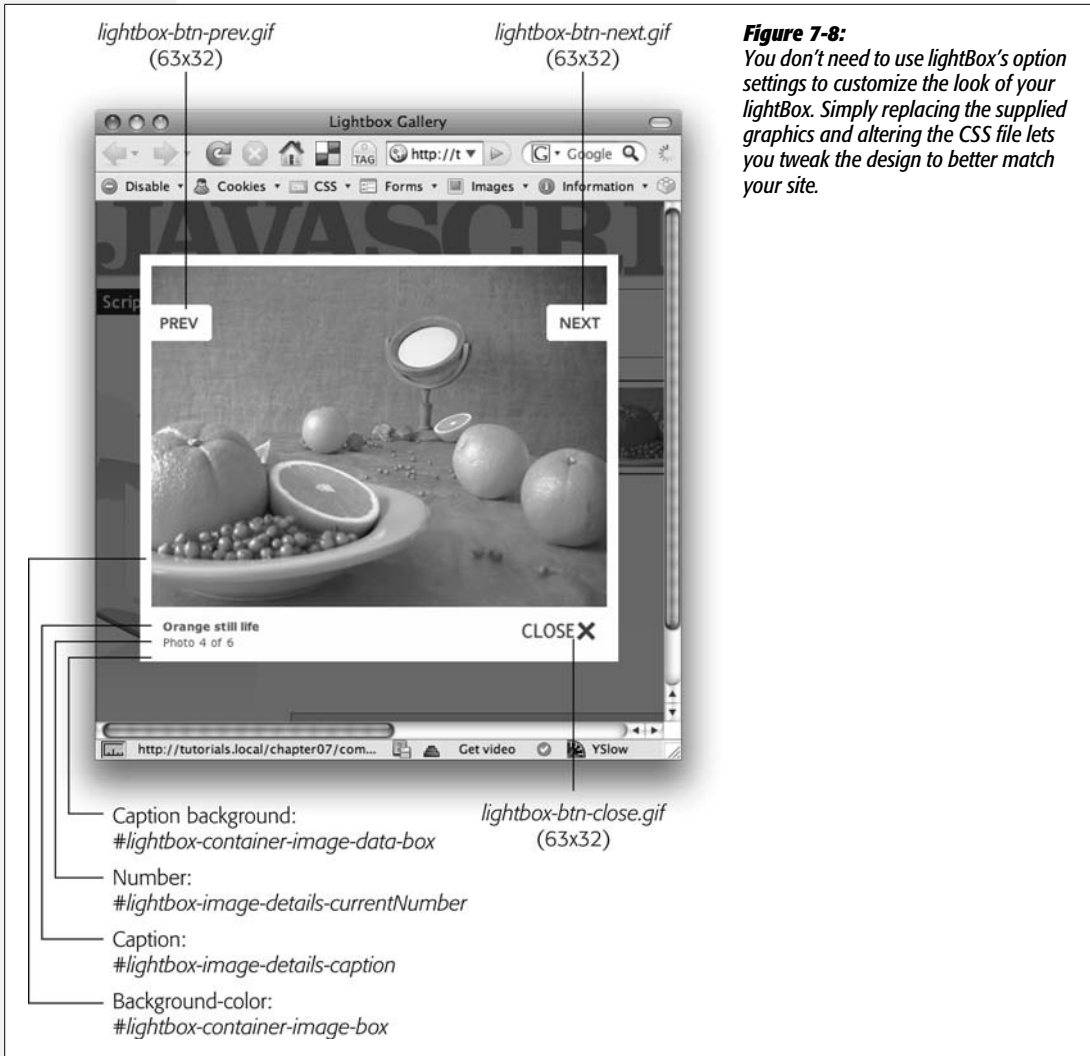 lightbox-btn-prev.gif
(63x32)
lightbox-btn-next.gif
(63x32)
Figure 7-8:
You don't need to use lightBox's option
settings to customize the look of your
lightBox. Simply replacing the supplied
graphics and altering the CSS file lets
you tweak the design to better match
your site.
Lightbox Gallery
TAG http://t G Google
Disable Cookies CSS Forms Images Information
JAVASCRI
Scrip
PREV
NEXT
Orange still life
Photo 4 of 6
CLOSE
http://tutorials.local/chapter07/com... Get video YSlow
lightbox-btn-close.gif
(63x32)
Caption background:
#lightbox-container-image-data-box
Number:
#lightbox-image-details-currentNumber
Caption:
#lightbox-image-details-caption
Background-color:
#lightbox-container-image-box